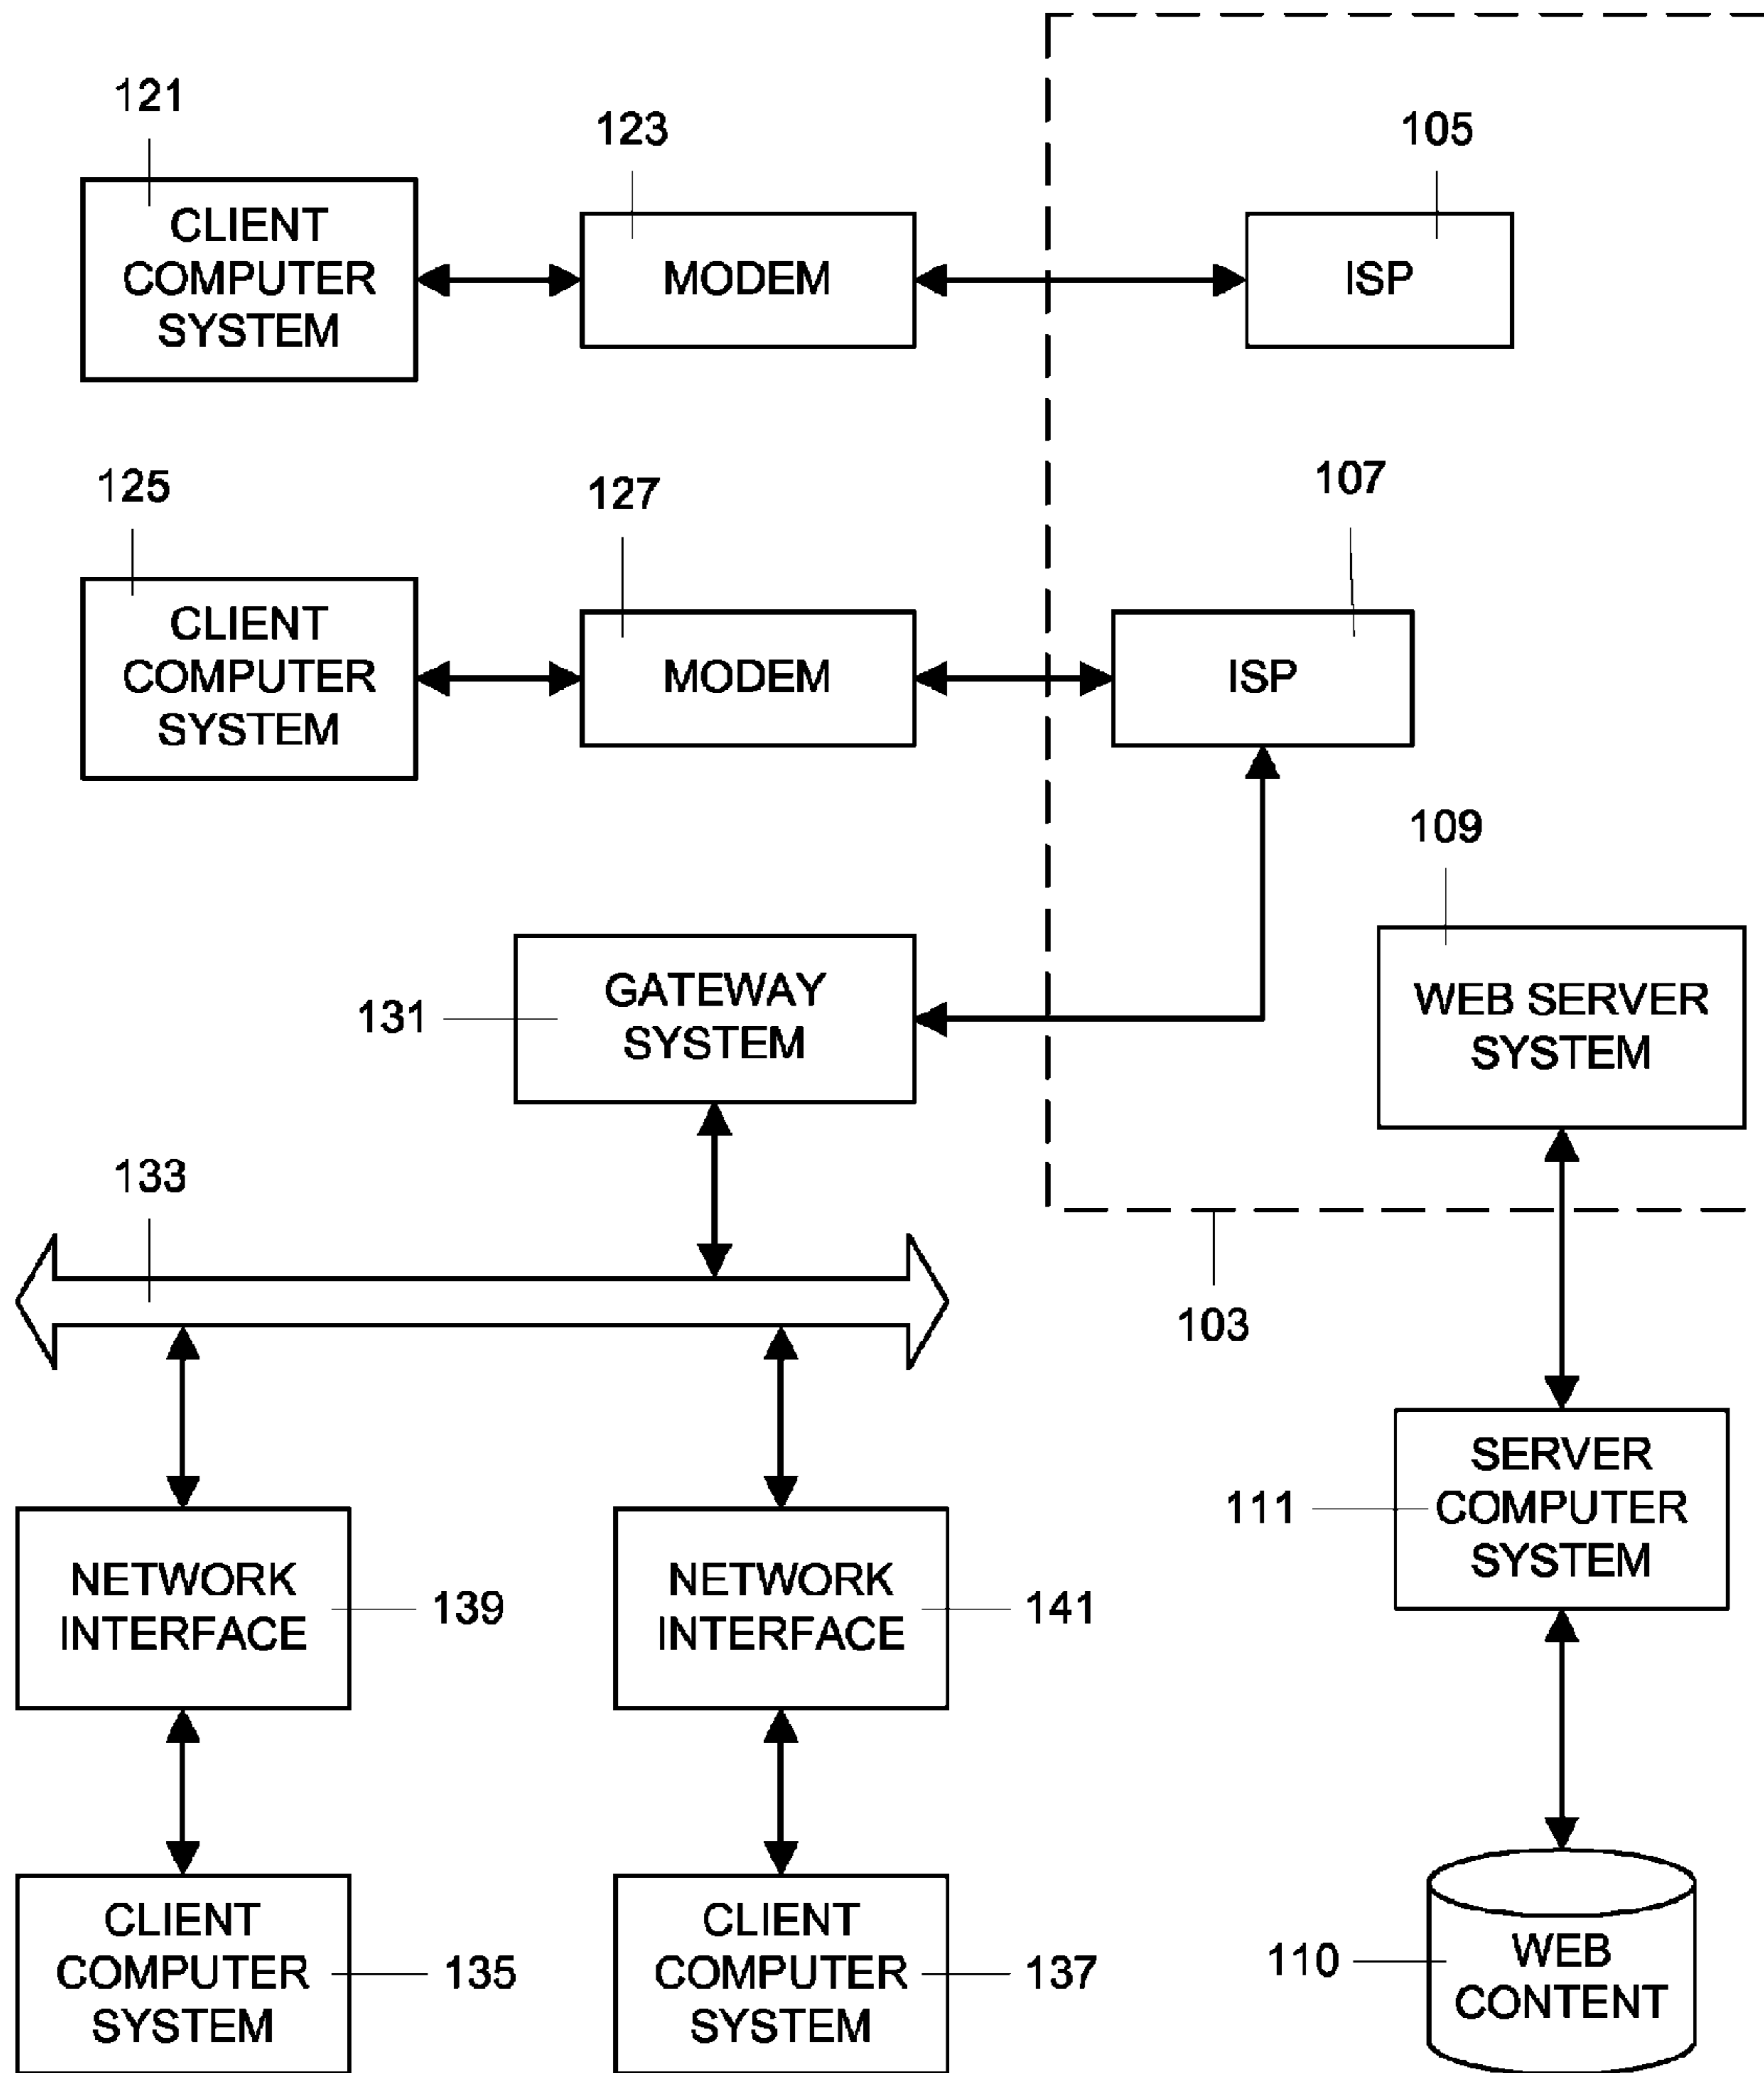 121
123
105
CLIENT
COMPUTER
SYSTEM
MODEM
ISP
125
127
107
CLIENT
COMPUTER
SYSTEM
MODEM
ISP
109
131
GATEWAY
SYSTEM
WEB SERVER
SYSTEM
133
103
111
SERVER
COMPUTER
SYSTEM
NETWORK
INTERFACE
139
NETWORK
INTERFACE
141
CLIENT
COMPUTER
SYSTEM
135
CLIENT
COMPUTER
SYSTEM
137
110
WEB
CONTENT